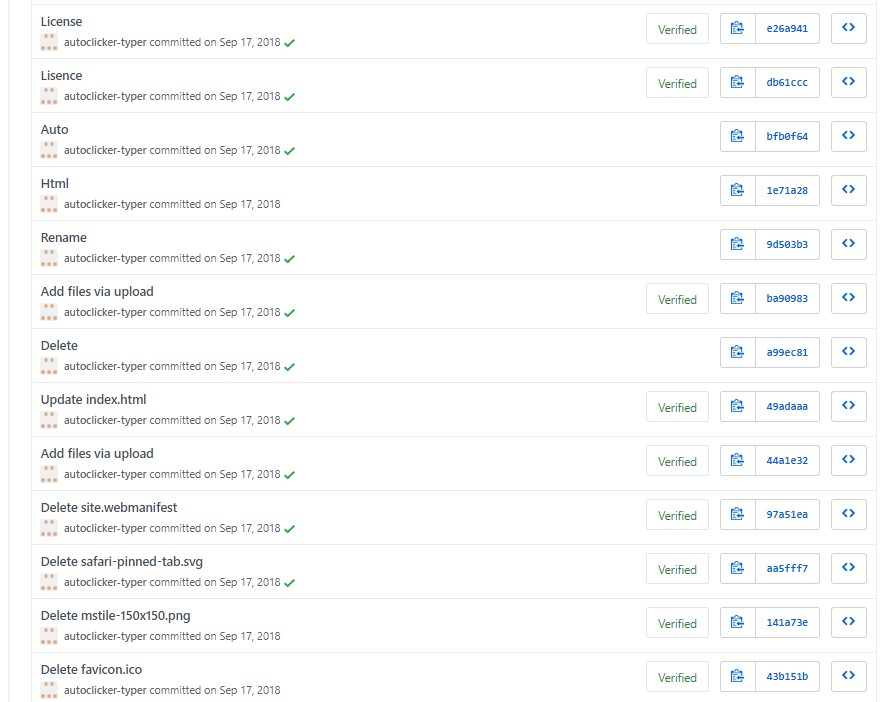 License
autoclicker-typer committed on Sep 17, 2018
Verified
e26a941
Lisence
autoclicker-typer committed on Sep 17, 2018
Verified
db61ccc
Auto
autoclicker-typer committed on Sep 17, 2018
bfb0f64
Html
autoclicker-typer committed on Sep 17, 2018
1e71a28
Rename
autoclicker-typer committed on Sep 17, 2018
9d503b3
Add files via upload
autoclicker-typer committed on Sep 17, 2018
Verified
ba90983
Delete
autoclicker-typer committed on Sep 17, 2018
a99ec81
Update index.html
autoclicker-typer committed on Sep 17, 2018
Verified
49adaaa
Add files via upload
autoclicker-typer committed on Sep 17, 2018
Verified
44a1e32
Delete site.webmanifest
autoclicker-typer committed on Sep 17, 2018
Verified
97a51ea
Delete safari-pinned-tab.svg
autoclicker-typer committed on Sep 17, 2018
Verified
aa5fff7
Delete mstile-150x150.png
autoclicker-typer committed on Sep 17, 2018
Verified
141a73e
Delete favicon.ico
autoclicker-typer committed on Sep 17, 2018
Verified
43b151b